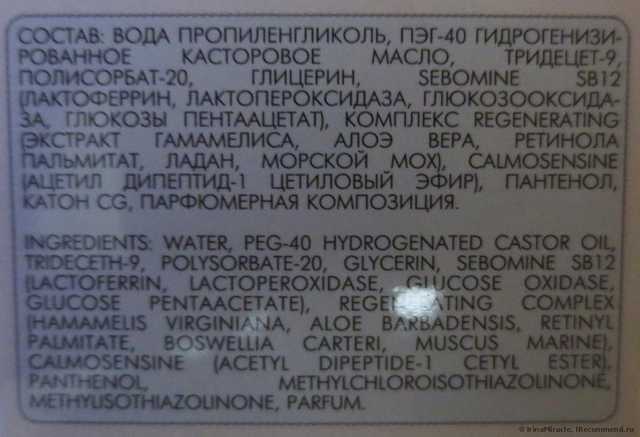 СОСТАВ: ВОДА ПРОПИЛЕНГЛИКОЛЬ, ПЭГ-40 ГИДРОГЕНИЗИ-
РОВАННОЕ КАСТОРОВОЕ МАСЛО, ТРИДЕЦЕТ-9,
ПОЛИСОРБАТ-20, ГЛИЦЕРИН, SEBOMINE SB12
(ЛАКТОФЕРРИН, ЛАКТОПЕРОКСИДАЗА, ГЛЮКОЗООКСИДА-
ЗА, ГЛЮКОЗЫ ПЕНТААЦЕТАТ), КОМПЛЕКС REGENERATING
(ЭКСТРАКТ ГАМАМЕЛИСА, АЛОЭ ВЕРА, РЕТИНОЛА
ПАЛЬМИТАТ, ЛАДАН, МОРСКОЙ МОХ), CALMOSENSINE
(АЦЕТИЛ ДИПЕПТИД-1 ЦЕТИЛОВЫЙ ЭФИР), ПАНТЕНОЛ,
КАТОН CG, ПАРФЮМЕРНАЯ КОМПОЗИЦИЯ.
INGREDIENTS: WATER, PEG-40 HYDROGENATED CASTOR OIL,
TRIDECETH-9, POLYSORBATE-20, GLYCERIN, SEBOMINE SB12
(LACTOFERRIN, LACTOPEROXIDASE, GLUCOSE OXIDASE,
GLUCOSE PENTAACETATE), REGENERATING COMPLEX
(HAMAMELIS VIRGINIANA, ALOE BARBADENSIS, RETINYL
PALMITATE, BOSWELLIA CARTERI, MUSCUS MARINE),
CALMOSENSINE (ACETYL DIPEPTIDE-1 CETYL ESTER),
PANTHENOL, METHYLCHLOROISOTHIAZOLINONE,
METHYLISOTHIAZOLINONE, PARFUM.
© IrinaMiracle, IRecommend.ru